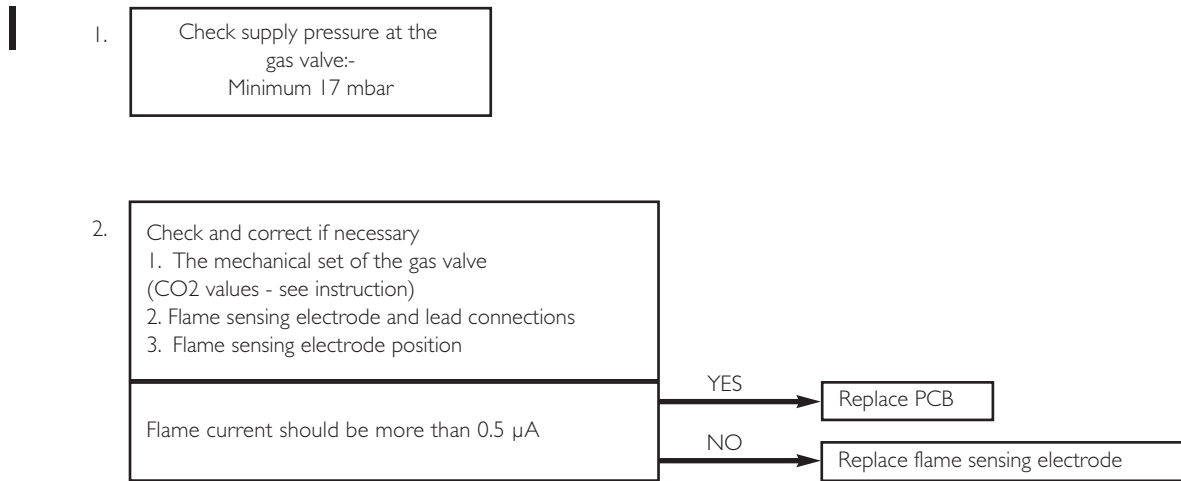 1.
Check supply pressure at the
gas valve:-
Minimum 17 mbar
2.
Check and correct if necessary
1. The mechanical set of the gas valve
(CO2 values - see instruction)
2. Flame sensing electrode and lead connections
3. Flame sensing electrode position
Flame current should be more than 0.5 µA
YES
Replace PCB
NO
Replace flame sensing electrode